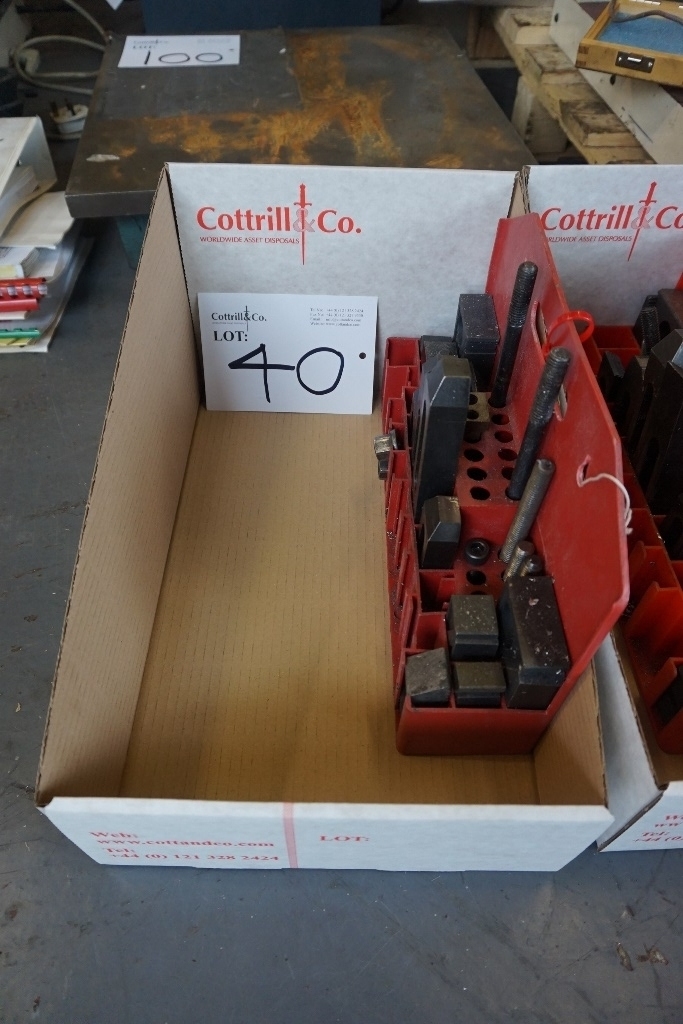 LOT:
100
Cottrill&Co.
WORLDWIDE ASSET DISPOSALS
Cottrill&Co.
LOT:
40
Cottrill&Co
WORLDWIDE ASSET DISPOSALS
Web:
www.cottandco.com
Tel:
+44 (0) 121 328 2424
LOT: